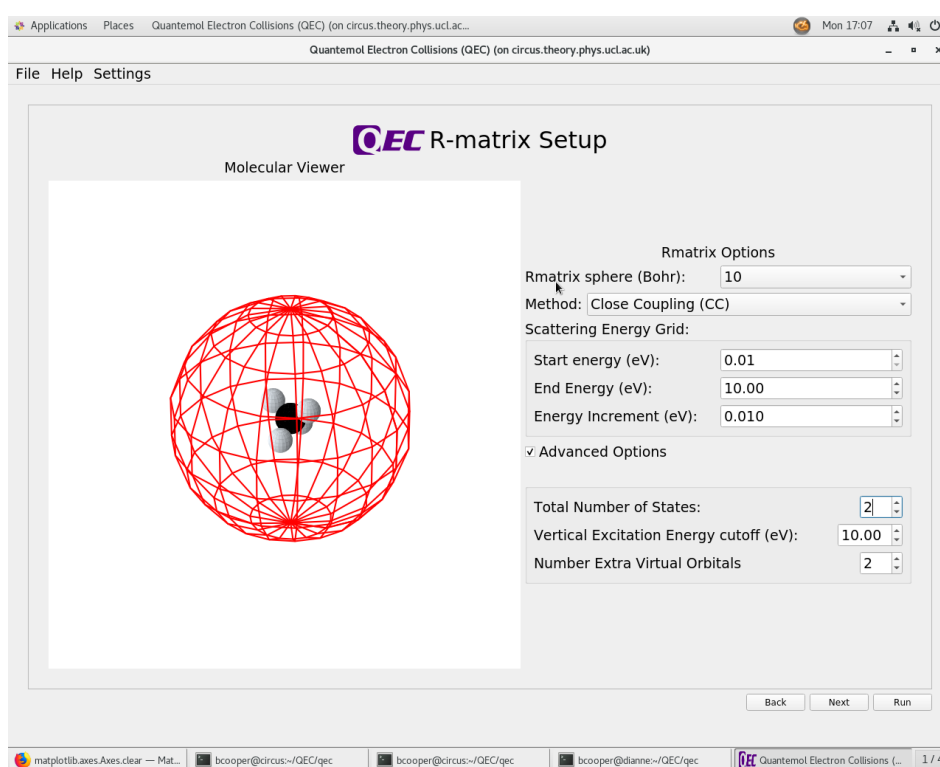 Applications Places Quantemol Electron Collisions (QEC) (on circus.theory.phys.ucl.ac... Mon 17:07
Quantemol Electron Collisions (QEC) (on circus.theory.phys.ucl.ac.uk)
File Help Settings
QEC R-matrix Setup
Molecular Viewer
Rmatrix Options
Rmatrix sphere (Bohr): 10
Method: Close Coupling (CC)
Scattering Energy Grid:
Start energy (eV): 0.01
End Energy (eV): 10.00
Energy Increment (eV): 0.010
Advanced Options
Total Number of States: 2
Vertical Excitation Energy cutoff (eV): 10.00
Number Extra Virtual Orbitals 2
Back Next Run
matplotlib.axes.Axes.clear — Mat... bcooper@circus:~/QEC/qec bcooper@circus:~/QEC/qec bcooper@dianne:~/QEC/qec QEC Quantemol Electron Collisions (... 1 / 4